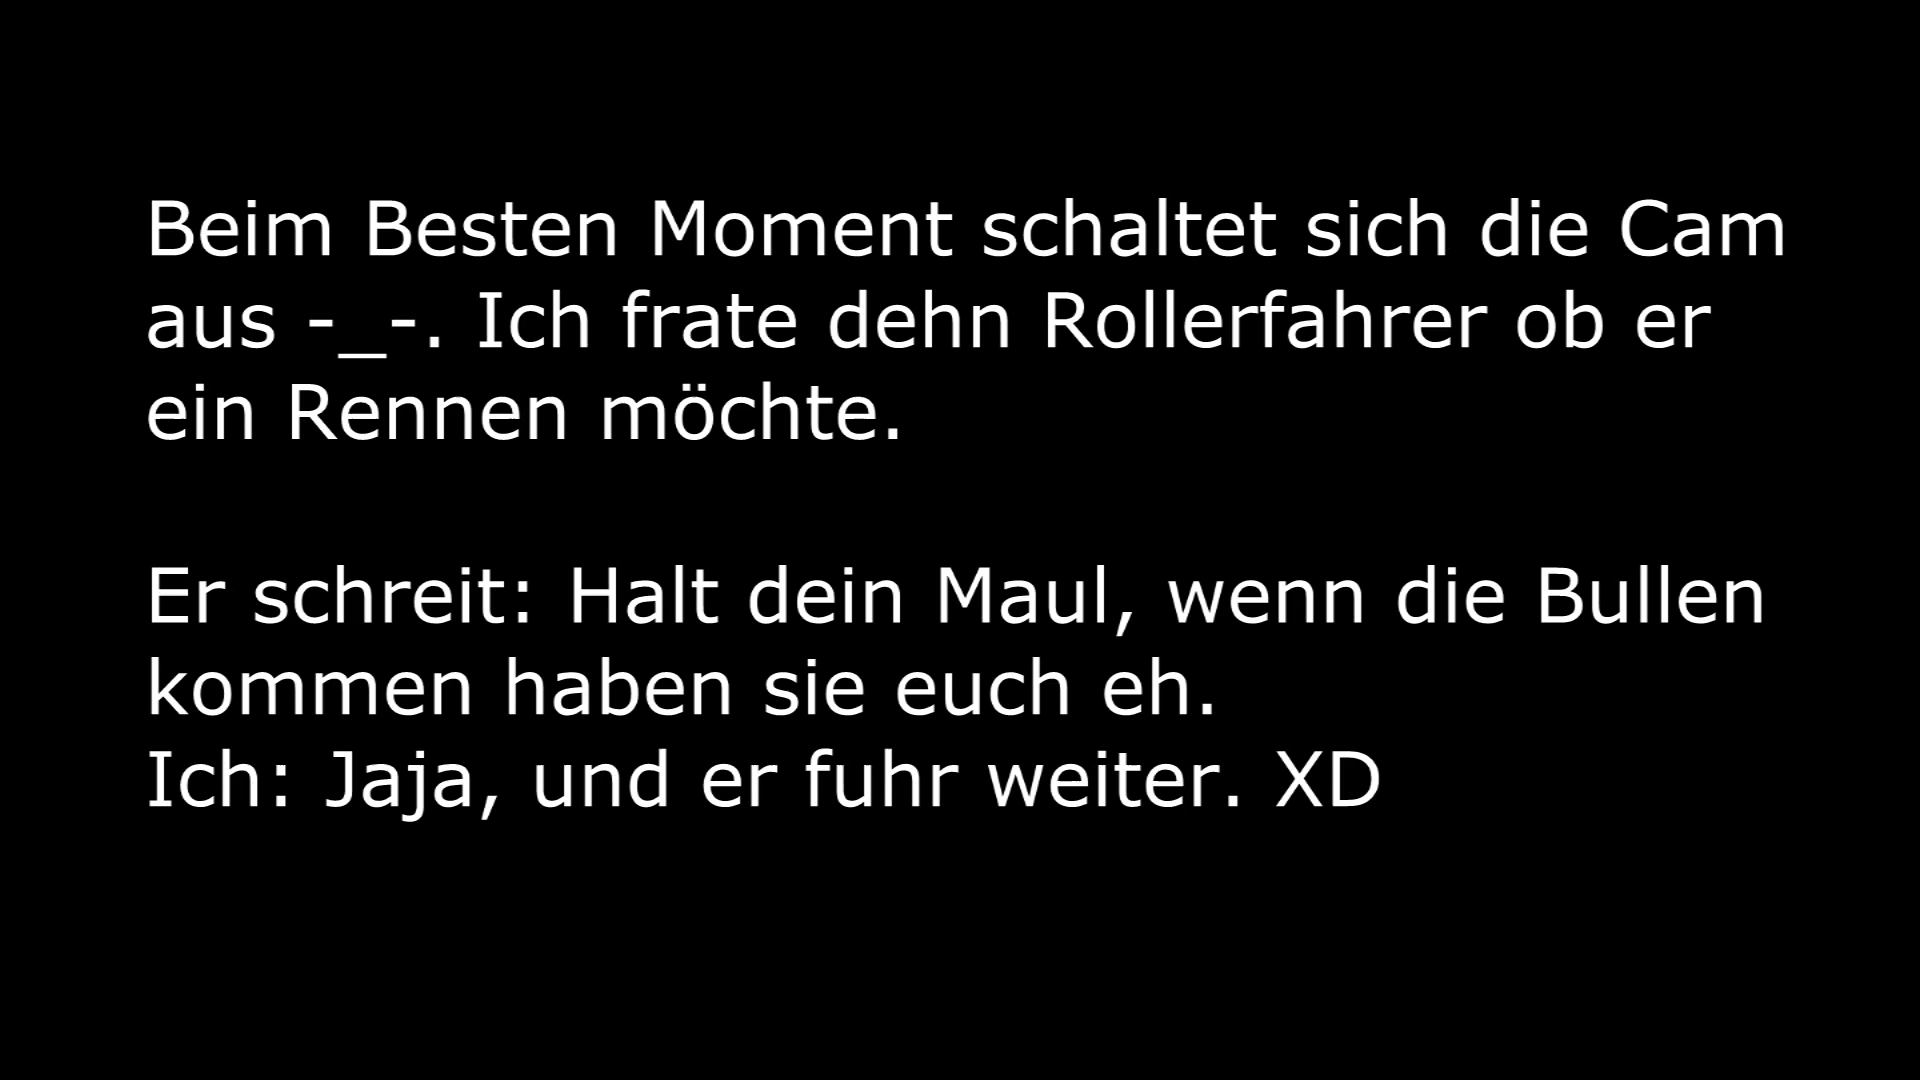 Beim Besten Moment schaltet sich die Cam
aus -_-. Ich frate dehn Rollerfahrer ob er
ein Rennen möchte.
Er schreit: Halt dein Maul, wenn die Bullen
kommen haben sie euch eh.
Ich: Jaja, und er fuhr weiter. XD